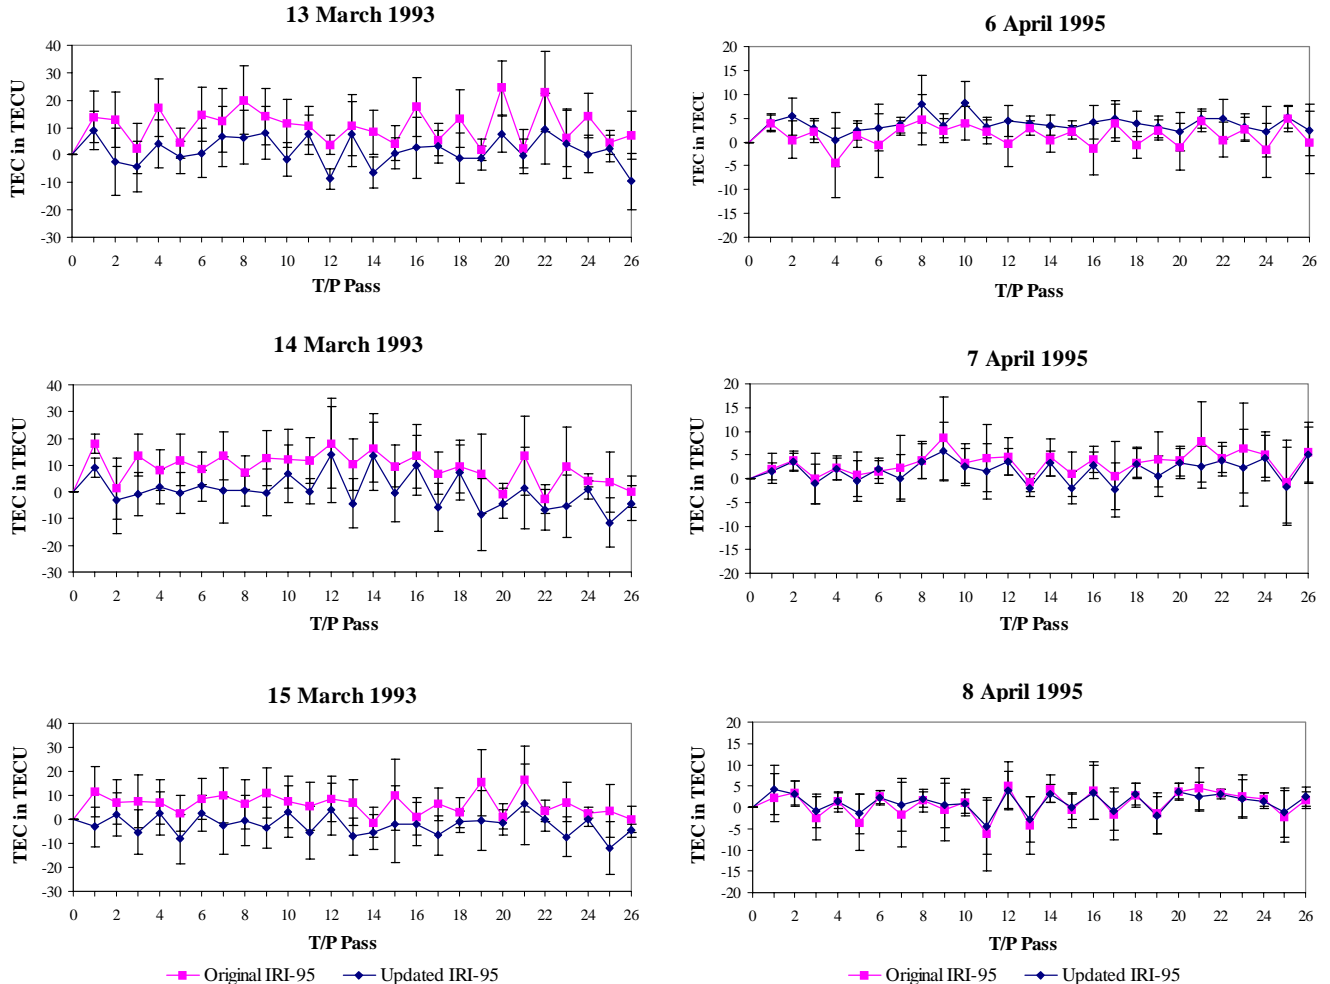 13 March 1993
TEC in TECU
40
30
20
10
0
-10
-20
-30
0 2 4 6 8 10 12 14 16 18 20 22 24 26
T/P Pass
14 March 1993
TEC in TECU
40
30
20
10
0
-10
-20
-30
0 2 4 6 8 10 12 14 16 18 20 22 24 26
T/P Pass
15 March 1993
TEC in TECU
40
30
20
10
0
-10
-20
-30
0 2 4 6 8 10 12 14 16 18 20 22 24 26
T/P Pass
Original IRI-95 Updated IRI-95
6 April 1995
TEC in TECU
20
15
10
5
0
-5
-10
-15
-20
0 2 4 6 8 10 12 14 16 18 20 22 24 26
T/P Pass
7 April 1995
TEC in TECU
20
15
10
5
0
-5
-10
-15
-20
0 2 4 6 8 10 12 14 16 18 20 22 24 26
T/P Pass
8 April 1995
TEC in TECU
20
15
10
5
0
-5
-10
-15
-20
0 2 4 6 8 10 12 14 16 18 20 22 24 26
T/P Pass
Original IRI-95 Updated IRI-95